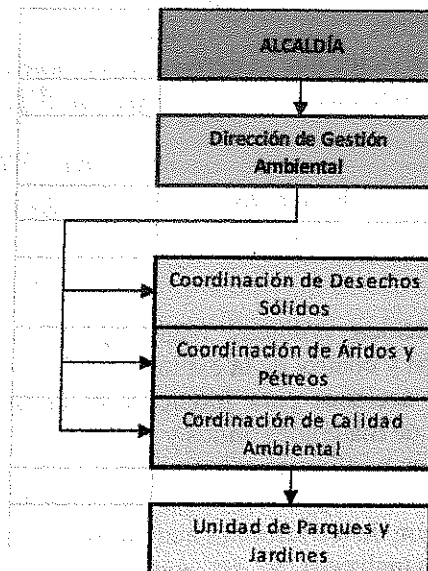 ALCALDÍA
Dirección de Gestión
Ambiental
Coordinación de Desechos
Sólidos
Coordinación de Áridos y
Pétreos
Cordinación de Calidad
Ambiental
Unidad de Parques y
Jardines